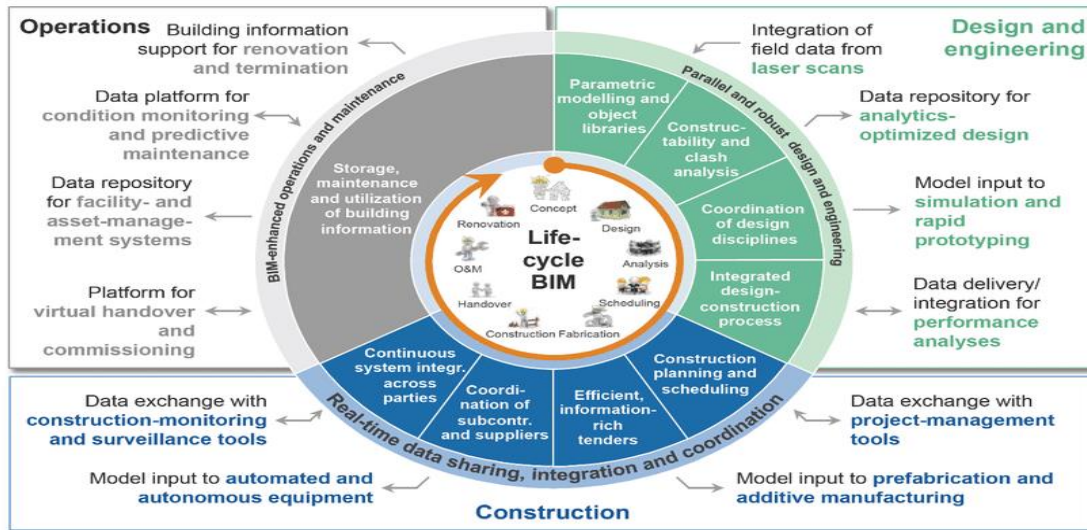 Operations
Building information
support for renovation
and termination
Data platform for
condition monitoring
and predictive
maintenance
Data repository
for facility- and
asset-manage-
ment systems
Platform for
virtual handover
and
commissioning
BIM-enhanced operations and maintenance
Storage,
maintenance
and utilization
of building
information
Design and
engineering
Integration of
field data from
laser scans
Data repository for
analytics-
optimized design
Model input to
simulation and
rapid
prototyping
Data delivery/
integration for
performance
analyses
Parallel and robust design and engineering
Parametric
modelling and
object
libraries
Construc-
tability and
clash
analysis
Coordination
of design
disciplines
Integrated
design-
construction
process
Life-
cycle
BIM
Concept
Design
Analysis
Scheduling
Fabrication
Construction
Handover
O&M
Renovation
Construction
planning and
scheduling
Efficient,
information-
rich
tenders
Coordi-
nation of
subcontr.
and suppliers
Continuous
system integr.
across
parties
Real-time data sharing, integration and coordination
Data exchange with
construction-monitoring
and surveillance tools
Model input to automated and
autonomous equipment
Data exchange with
project-management
tools
Model input to prefabrication and
additive manufacturing
Construction